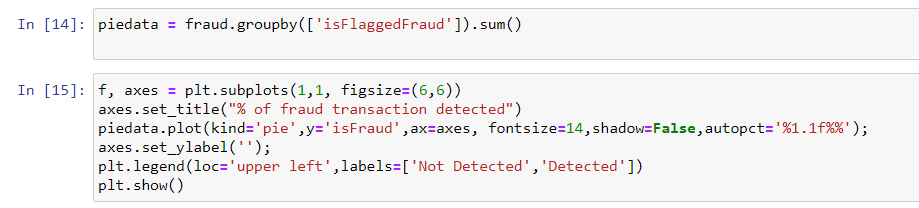 In [14]: piedata = fraud.groupby(['isFlaggedFraud']).sum()
In [15]: f, axes = plt.subplots(1,1, figsize=(6,6))
axes.set_title("% of fraud transaction detected")
piedata.plot(kind='pie',y='isFraud',ax=axes, fontsize=14,shadow=False,autopct='%1.1f%%');
axes.set_ylabel('');
plt.legend(loc='upper left',labels=['Not Detected','Detected'])
plt.show()